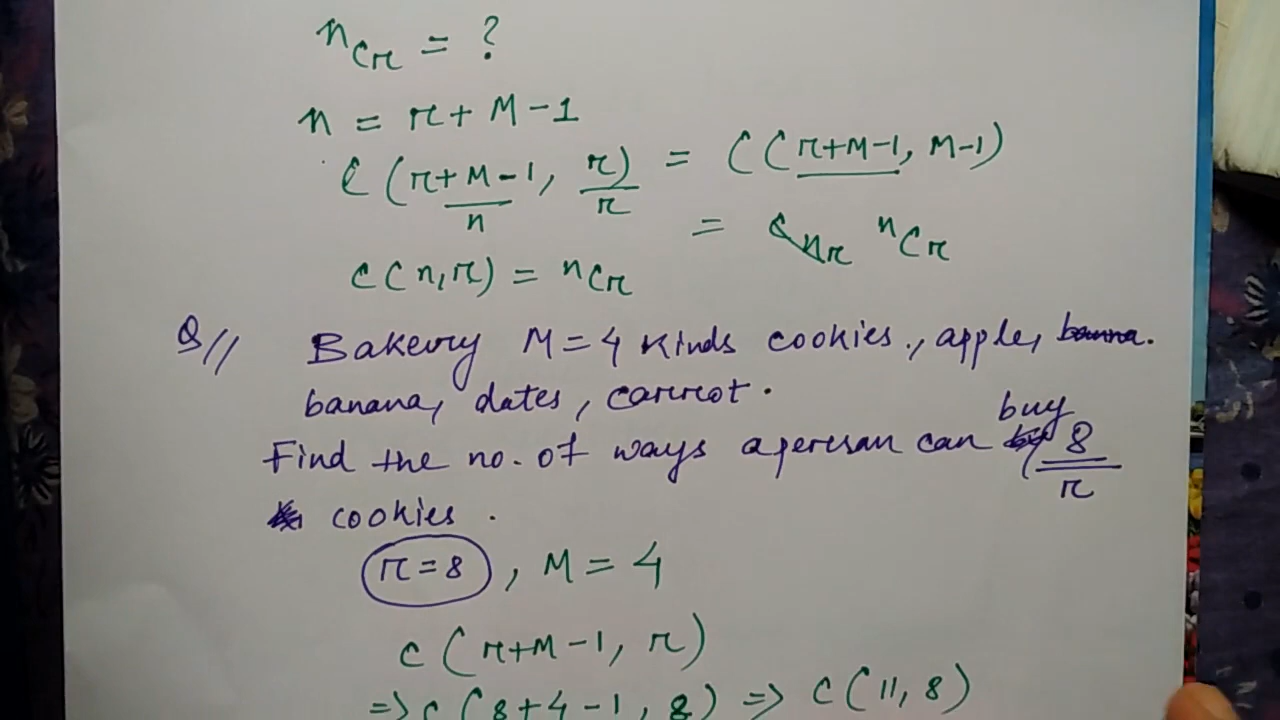 nCr = ?
n = r + M - 1
C (r+M-1, r) = C(r+M-1, M-1)
n r
= nCr
C(n,r) = nCr
Q// Bakery M=4 kinds cookies., apple,
banana, dates, carrot.
buy
Find the no. of ways a person can 8
r
cookies.
r=8, M=4
C (r+M-1, r)
=> C (8+4-1, 8) => C(11, 8)